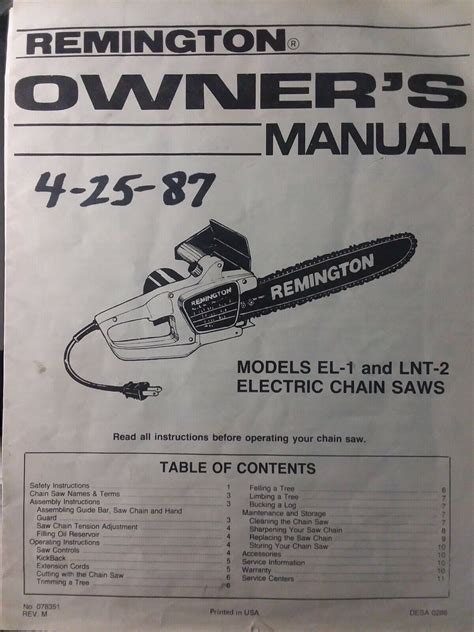 REMINGTON®
OWNER'S
MANUAL
4-25-87
REMINGTON
REMINGTON
MODELS EL-1 and LNT-2
ELECTRIC CHAIN SAWS
Read all instructions before operating your chain saw.
TABLE OF CONTENTS
Safety Instructions 1
Chain Saw Names & Terms 3
Assembly Instructions 3
Assembling Guide Bar, Saw Chain and Hand
Guard 3
Saw Chain Tension Adjustment 4
Filling Oil Reservoir 4
Operating Instructions 4
Saw Controls 4
KickBack 4
Extension Cords 5
Cutting with the Chain Saw 6
Trimming a Tree 6
Felling a Tree 6
Limbing a Tree 7
Bucking a Log 7
Maintenance and Storage 7
Cleaning the Chain Saw 7
Sharpening Your Saw Chain 8
Replacing the Saw Chain 9
Storing Your Chain Saw 10
Accessories 10
Service Information 10
Warranty 10
Service Centers 11
No 078351
REV. M
Printed in USA
DESA 0286